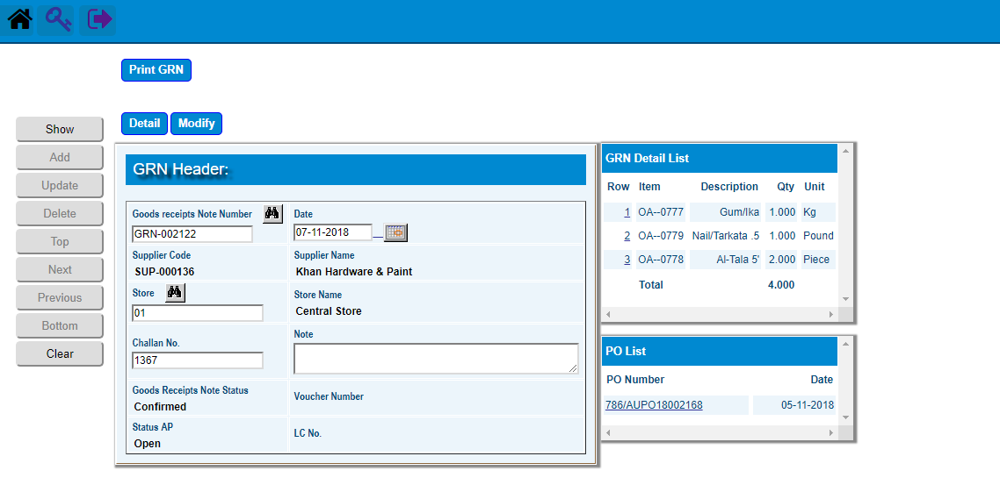 Print GRN
Detail Modify
Show
Add
Update
Delete
Top
Next
Previous
Bottom
Clear
GRN Header:
Goods receipts Note Number Date
GRN-002122 07-11-2018
Supplier Code Supplier Name
SUP-000136 Khan Hardware & Paint
Store Store Name
01 Central Store
Challan No. Note
1367
Goods Receipts Note Status Voucher Number
Confirmed
Status AP LC No.
Open
GRN Detail List
Row Item Description Qty Unit
1 OA--0777 Gum/Ika 1.000 Kg
2 OA--0779 Nail/Tarkata .5 1.000 Pound
3 OA--0778 Al-Tala 5' 2.000 Piece
Total 4.000
PO List
PO Number Date
786/AUPO18002168 05-11-2018